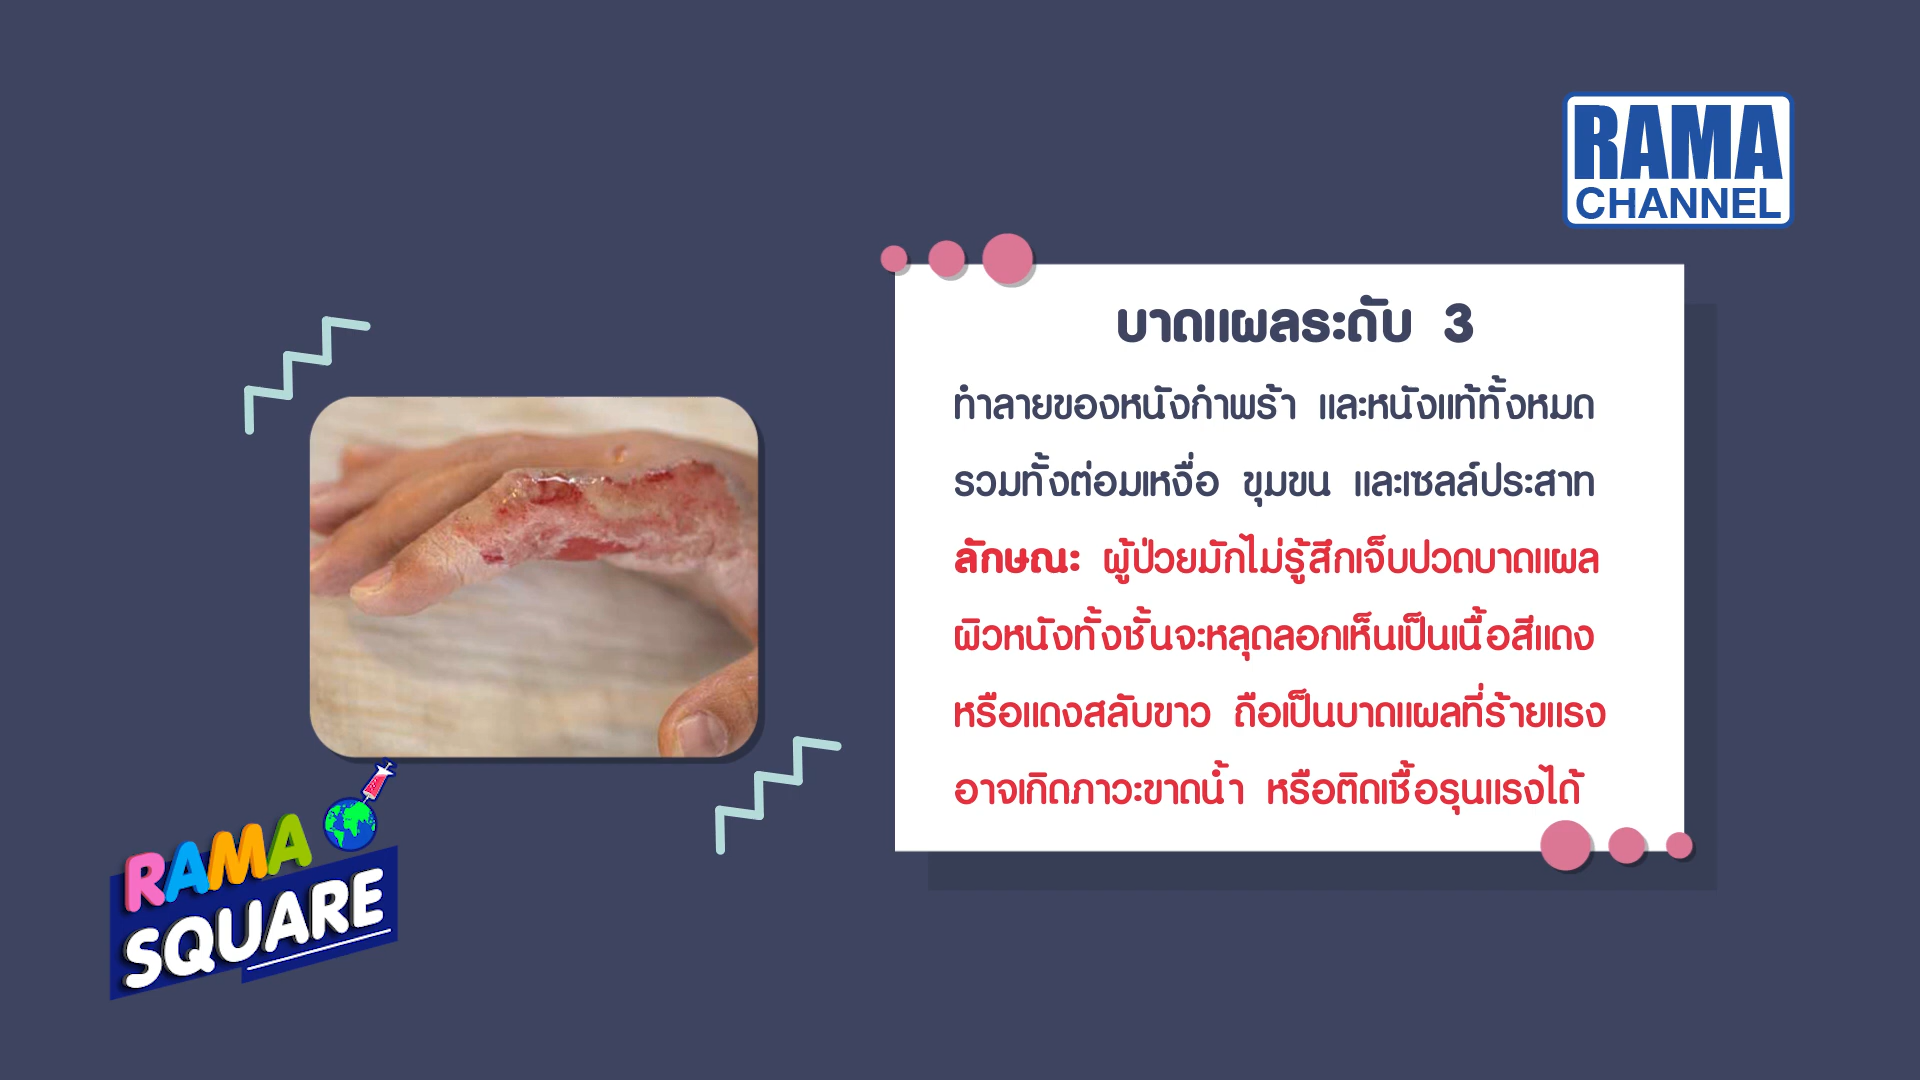 RAMA
CHANNEL
บาดแผลระดับ 3
ทำลายของหนังกำพร้า และหนังแท้ทั้งหมด
รวมทั้งต่อมเหงื่อ ขุมขน และเซลล์ประสาท
ลักษณะ ผู้ป่วยมักไม่รู้สึกเจ็บปวดบาดแผล
ผิวหนังทั้งชั้นจะหลุดลอกเห็นเป็นเนื้อสีแดง
หรือแดงสลับขาว ถือเป็นบาดแผลที่ร้ายแรง
อาจเกิดภาวะขาดน้ำ หรือติดเชื้อรุนแรงได้
RAMA
SQUARE